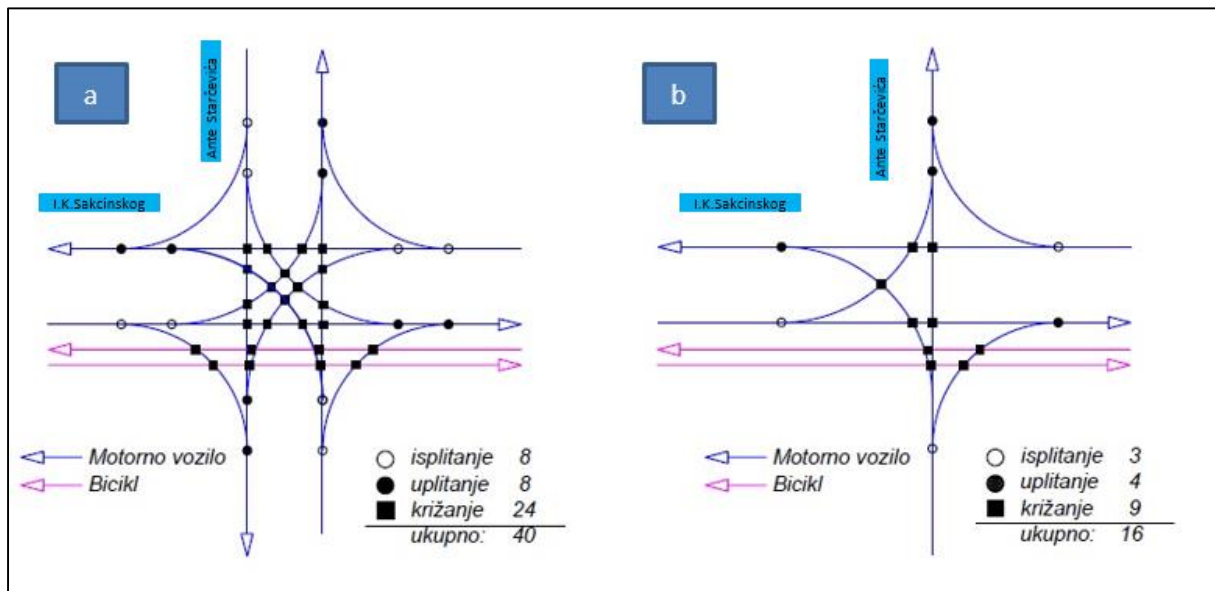 a
Ante Starčevića
I.K.Sakcinskog
Motorno vozilo
Bicikl
isplitanje 8
uplitanje 8
križanje 24
ukupno: 40
b
Ante Starčevića
I.K.Sakcinskog
Motorno vozilo
Bicikl
isplitanje 3
uplitanje 4
križanje 9
ukupno: 16